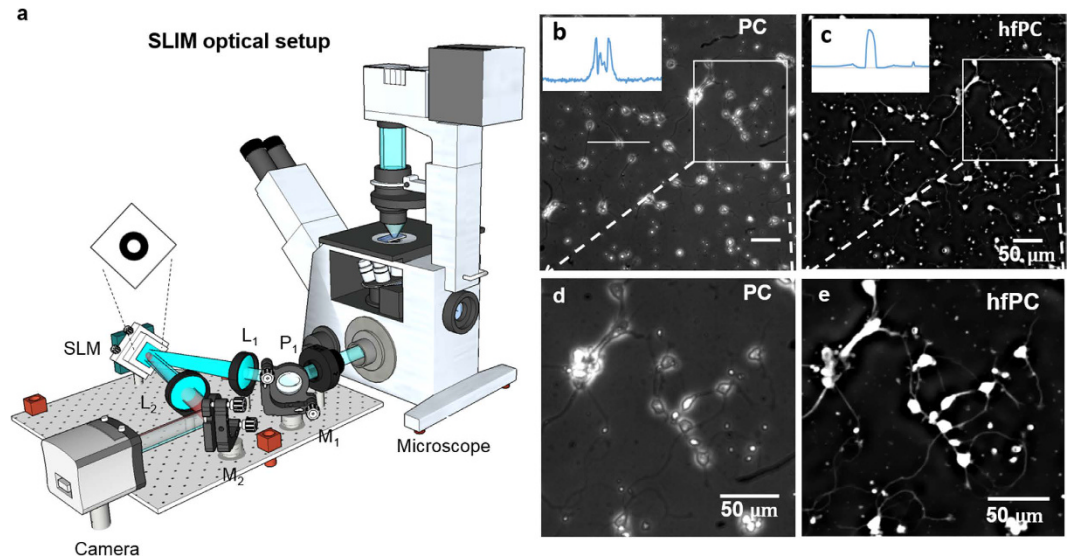 a
SLIM optical setup
SLM
L1
P1
L2
M1
M2
Microscope
Camera
b
PC
c
hfPC
50 μm
d
PC
50 μm
e
hfPC
50 μm